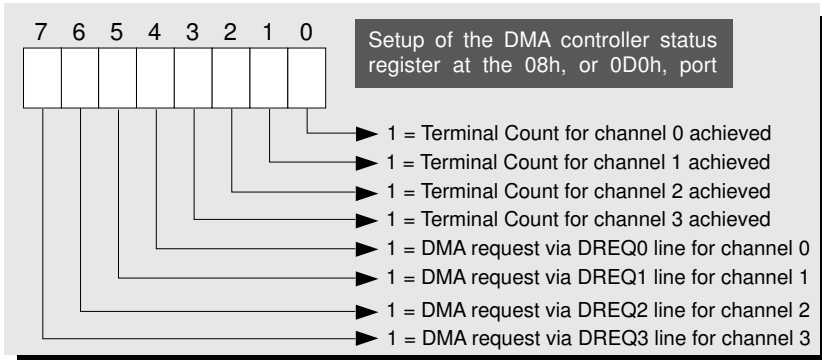 7 6 5 4 3 2 1 0
Setup of the DMA controller status
register at the 08h, or 0D0h, port
1 = Terminal Count for channel 0 achieved
1 = Terminal Count for channel 1 achieved
1 = Terminal Count for channel 2 achieved
1 = Terminal Count for channel 3 achieved
1 = DMA request via DREQ0 line for channel 0
1 = DMA request via DREQ1 line for channel 1
1 = DMA request via DREQ2 line for channel 2
1 = DMA request via DREQ3 line for channel 3